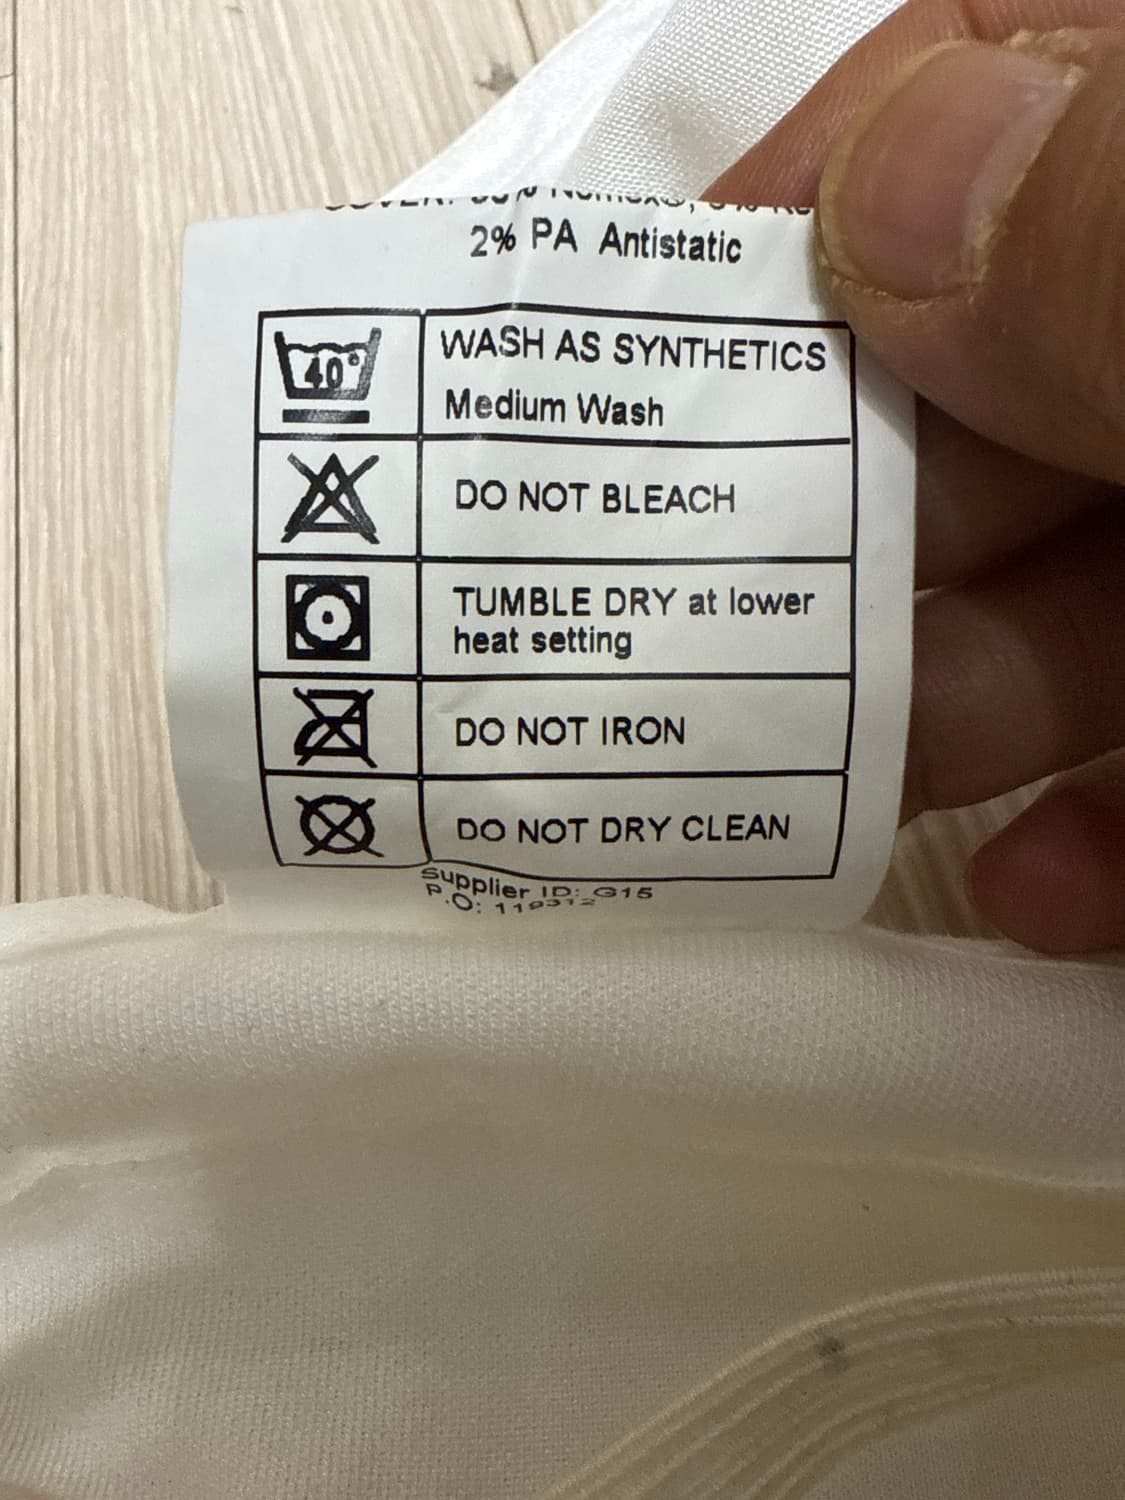 2% PA Antistatic
40°
WASH AS SYNTHETICS
Medium Wash
DO NOT BLEACH
TUMBLE DRY at lower
heat setting
DO NOT IRON
DO NOT DRY CLEAN
Supplier ID: G15
P.O: